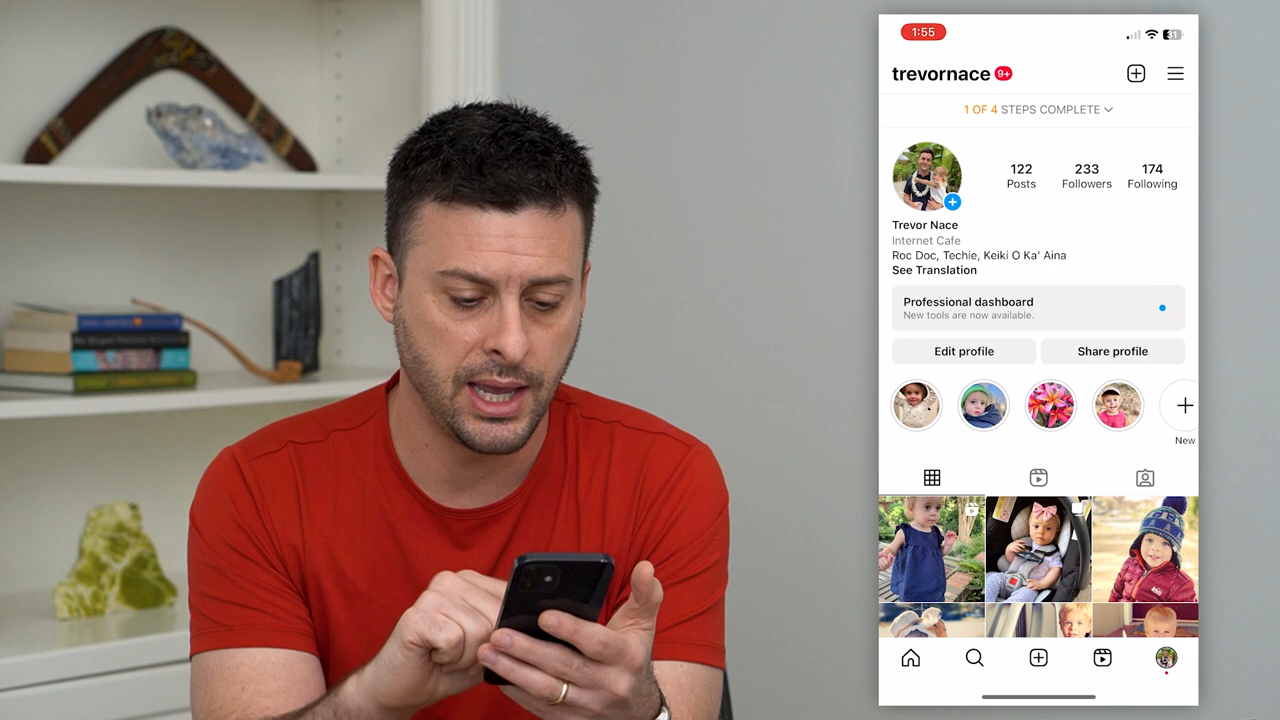 1:55
31
trevornace 9+
1 OF 4 STEPS COMPLETE
122 233 174
Posts Followers Following
Trevor Nace
Internet Cafe
Roc Doc, Techie, Keiki O Ka' Aina
See Translation
Professional dashboard
New tools are now available.
Edit profile Share profile
New